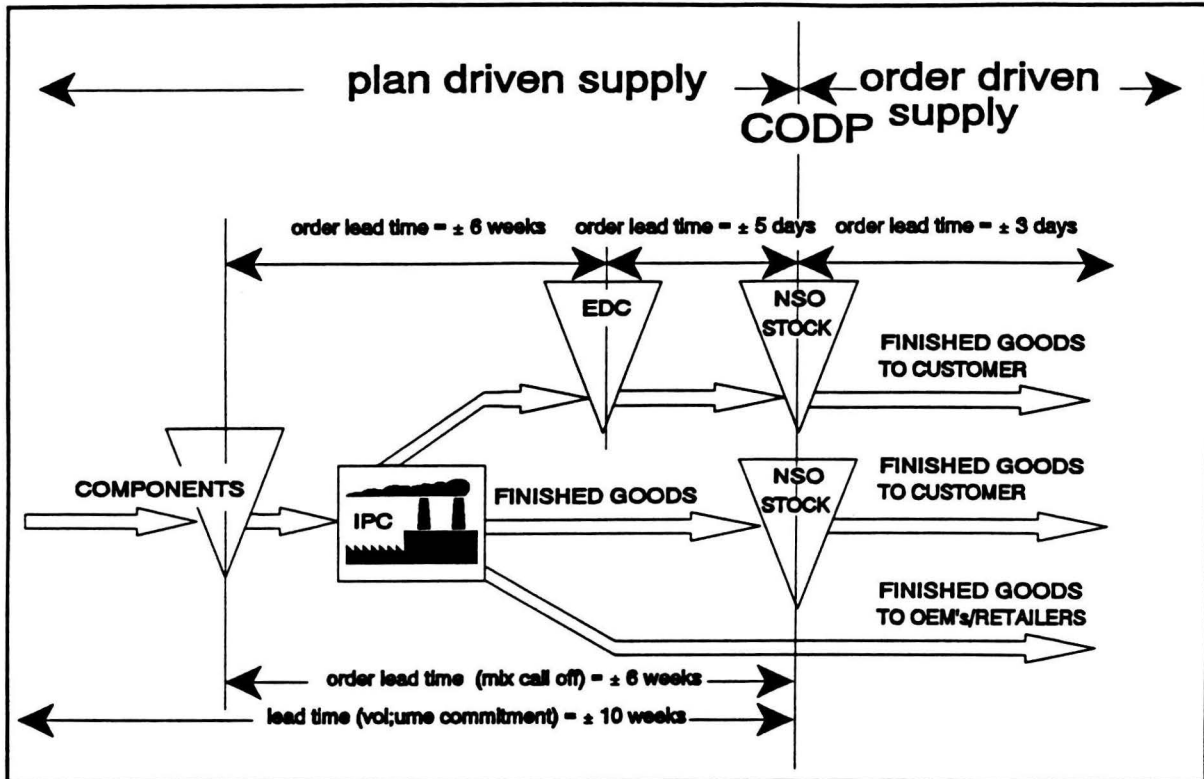 plan driven supply
order driven
supply
CODP
order lead time = ± 6 weeks
order lead time = ± 5 days
order lead time = ± 3 days
EDC
NSO
STOCK
FINISHED GOODS
TO CUSTOMER
COMPONENTS
IPC
FINISHED GOODS
NSO
STOCK
FINISHED GOODS
TO CUSTOMER
FINISHED GOODS
TO OEM's/RETAILERS
order lead time (mix call off) = ± 6 weeks
lead time (vol;ume commitment) = ± 10 weeks